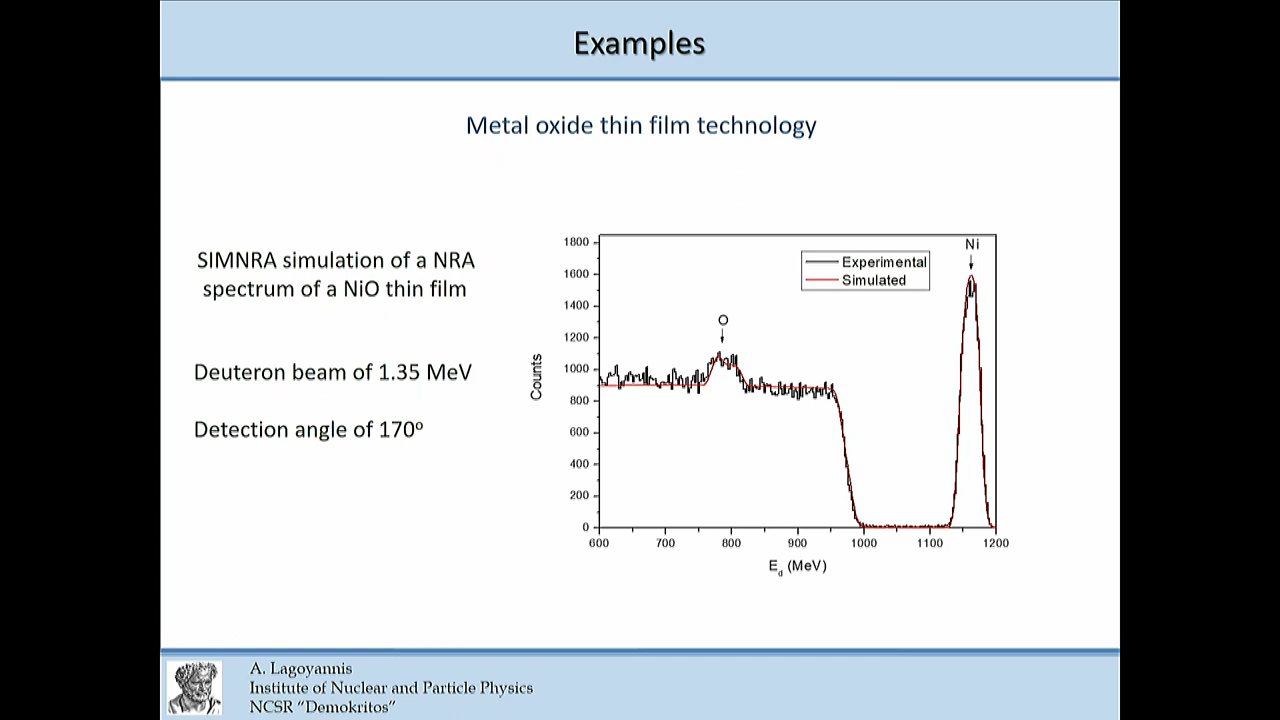 Examples
Metal oxide thin film technology
SIMNRA simulation of a NRA
spectrum of a NiO thin film
Deuteron beam of 1.35 MeV
Detection angle of 170º
Ni
Experimental
Simulated
O
1800
1600
1400
1200
1000
800
600
400
200
0
Counts
600 700 800 900 1000 1100 1200
Ed (MeV)
A. Lagoyannis
Institute of Nuclear and Particle Physics
NCSR “Demokritos”